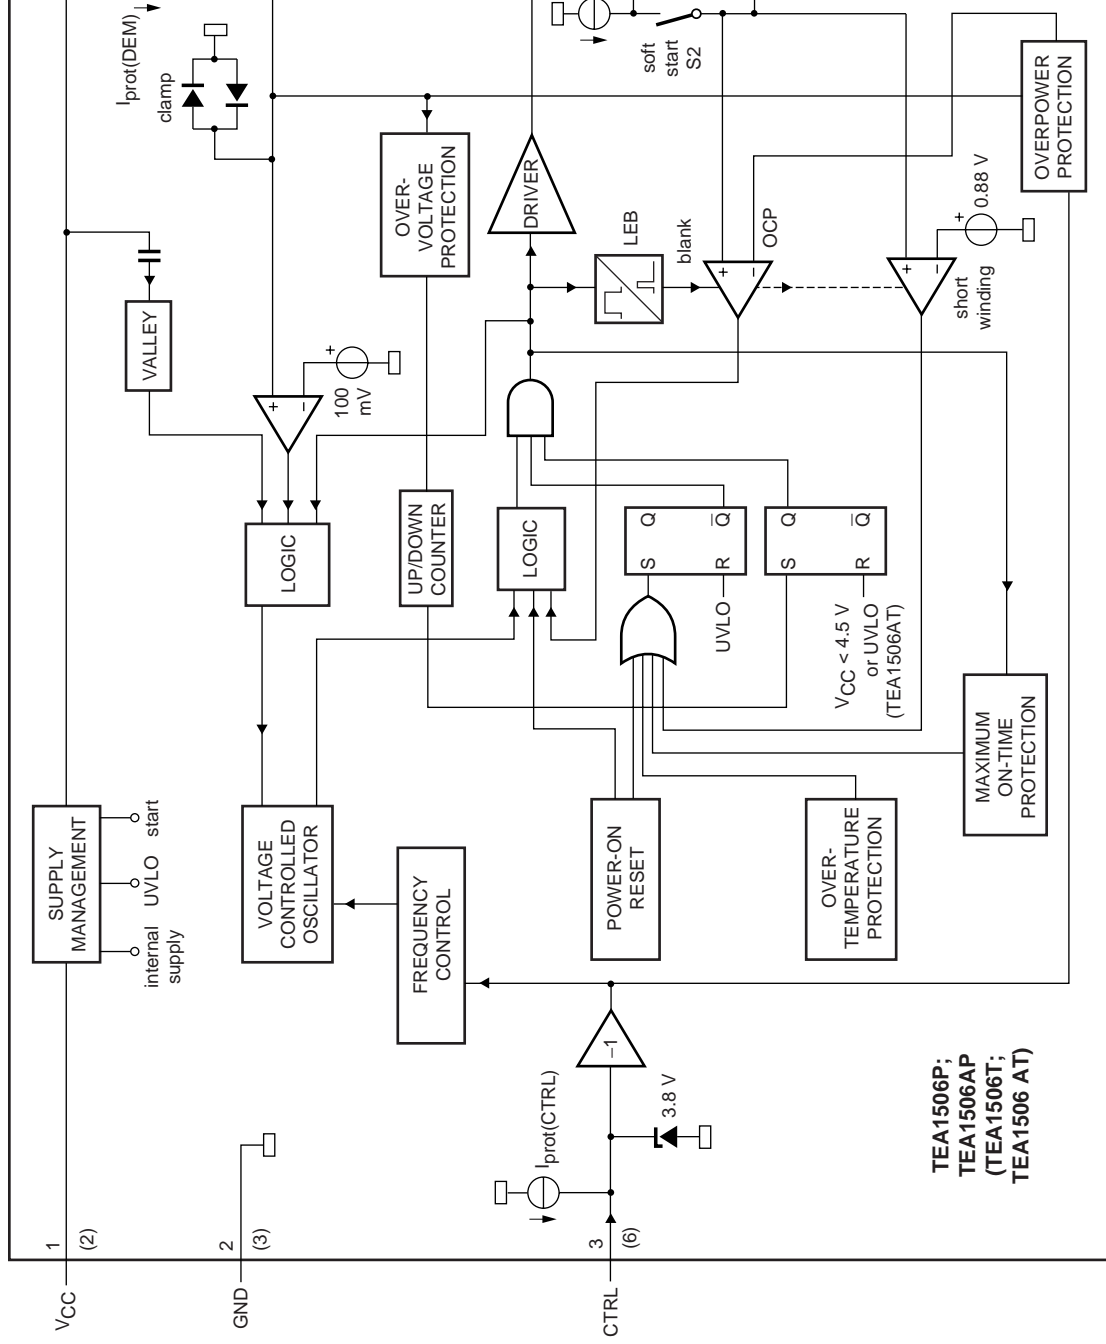 VCC
1
(2)
GND
2
(3)
CTRL
3
(6)
Iprot(CTRL)
3.8 V
–1
TEA1506P;
TEA1506AP
(TEA1506T;
TEA1506 AT)
SUPPLY
MANAGEMENT
internal
supply
UVLO
start
VOLTAGE
CONTROLLED
OSCILLATOR
FREQUENCY
CONTROL
POWER-ON
RESET
OVER-
TEMPERATURE
PROTECTION
MAXIMUM
ON-TIME
PROTECTION
LOGIC
UP/DOWN
COUNTER
LOGIC
S
Q
R
Q̅
UVLO
S
Q
R
Q̅
VCC < 4.5 V
or UVLO
(TEA1506AT)
VALLEY
+
–
+
100
mV
OVER-
VOLTAGE
PROTECTION
Iprot(DEM)
clamp
DRIVER
LEB
blank
+
–
OCP
+
–
short
winding
+
0.88 V
soft
start
S2
OVERPOWER
PROTECTION